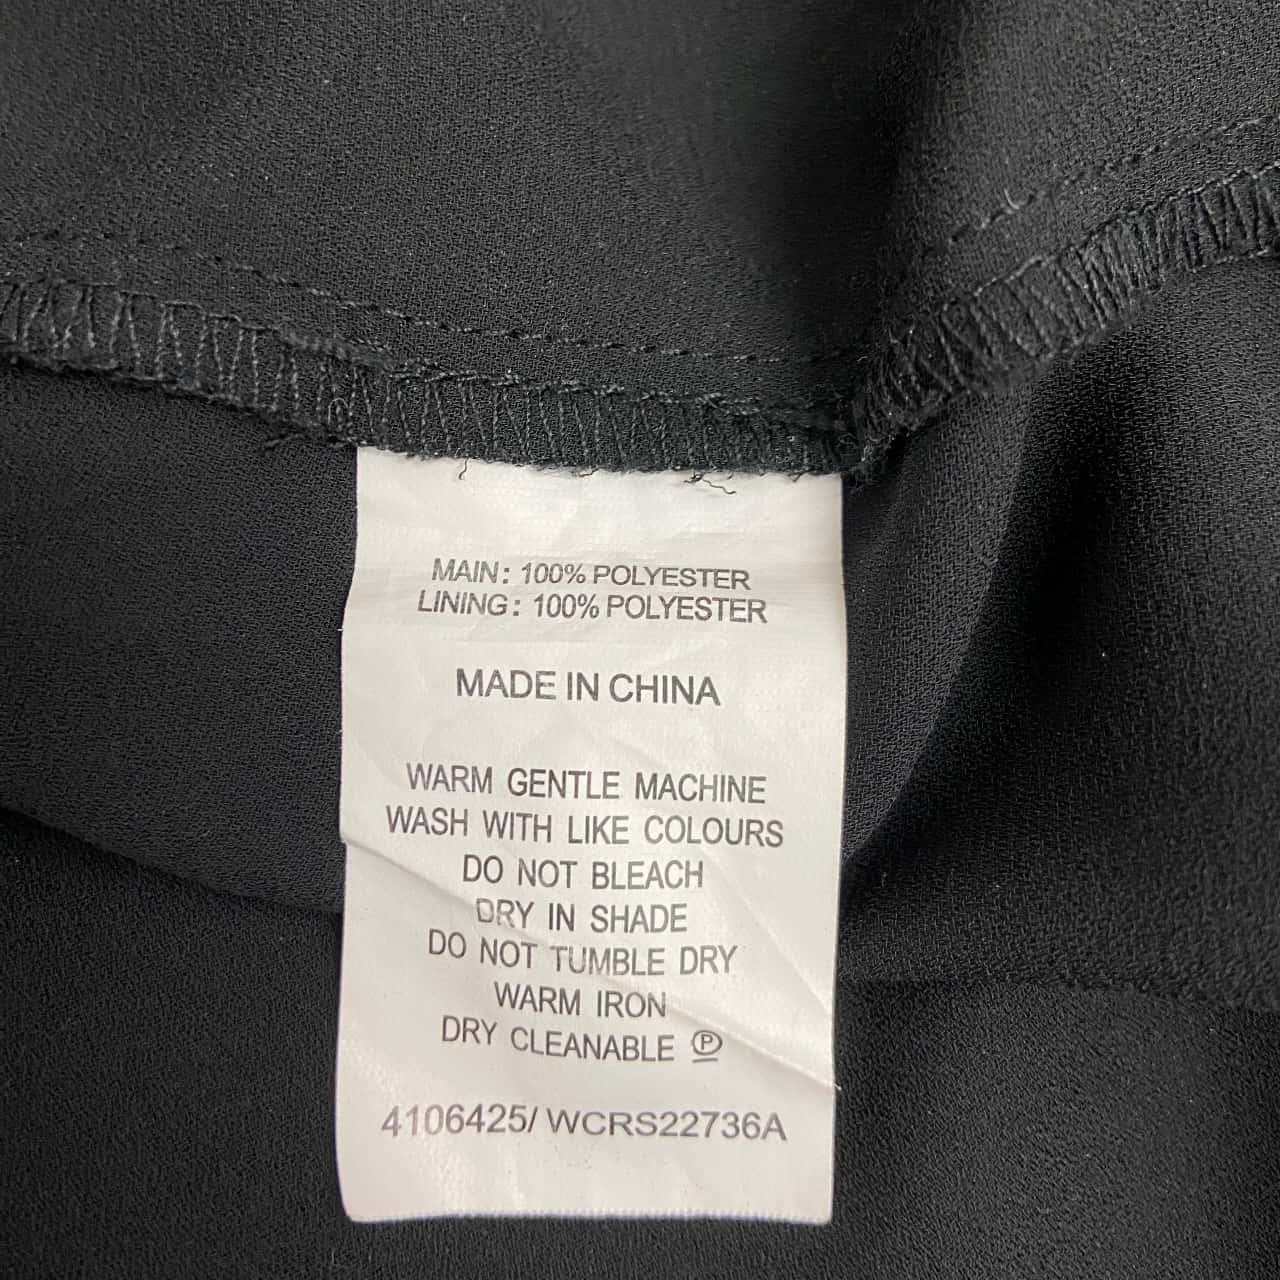 MAIN: 100% POLYESTER
LINING: 100% POLYESTER
MADE IN CHINA
WARM GENTLE MACHINE
WASH WITH LIKE COLOURS
DO NOT BLEACH
DRY IN SHADE
DO NOT TUMBLE DRY
WARM IRON
DRY CLEANABLE Ⓟ
4106425/ WCRS22736A